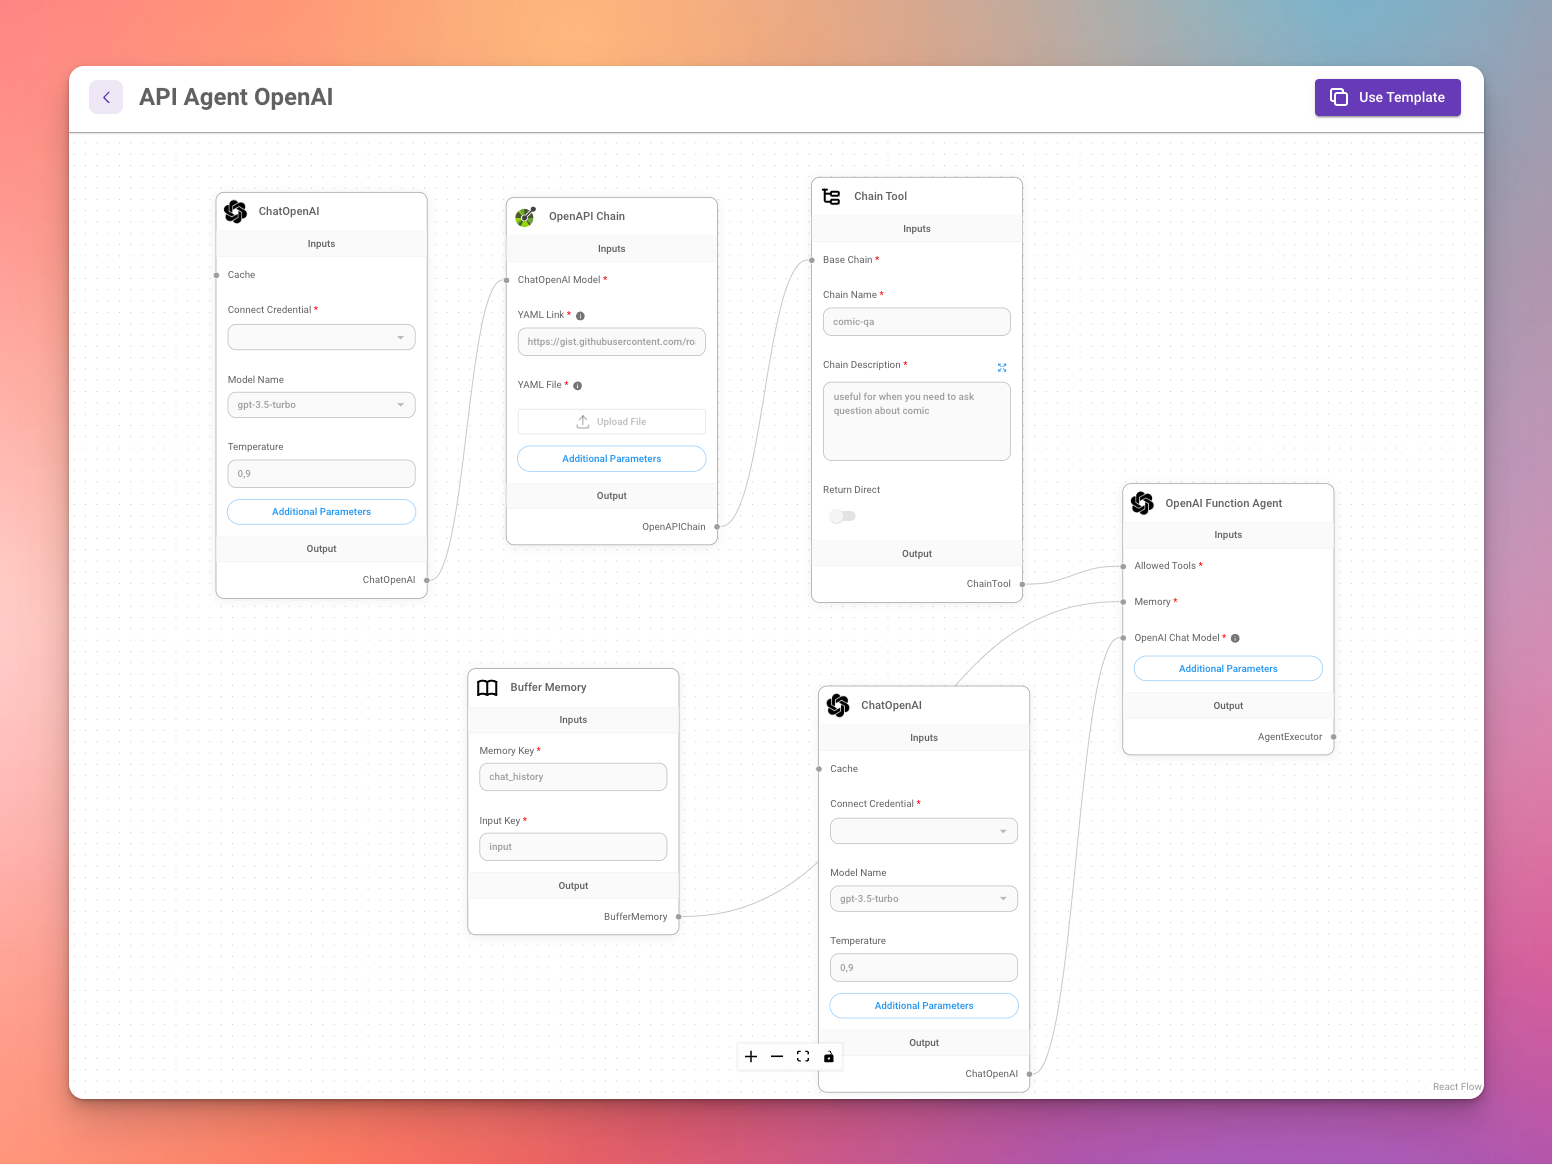 API Agent OpenAI
Use Template
ChatOpenAI
Inputs
Cache
Connect Credential *
Model Name
gpt-3.5-turbo
Temperature
0,9
Additional Parameters
Output
ChatOpenAI
OpenAPI Chain
Inputs
ChatOpenAI Model *
YAML Link *
https://gist.githubusercontent.com/ro
YAML File *
Upload File
Additional Parameters
Output
OpenAPIChain
Chain Tool
Inputs
Base Chain *
Chain Name *
comic-qa
Chain Description *
useful for when you need to ask
question about comic
Return Direct
Output
ChainTool
OpenAI Function Agent
Inputs
Allowed Tools *
Memory *
OpenAI Chat Model *
Additional Parameters
Output
AgentExecutor
Buffer Memory
Inputs
Memory Key *
chat_history
Input Key *
input
Output
BufferMemory
ChatOpenAI
Inputs
Cache
Connect Credential *
Model Name
gpt-3.5-turbo
Temperature
0,9
Additional Parameters
Output
ChatOpenAI
React Flow